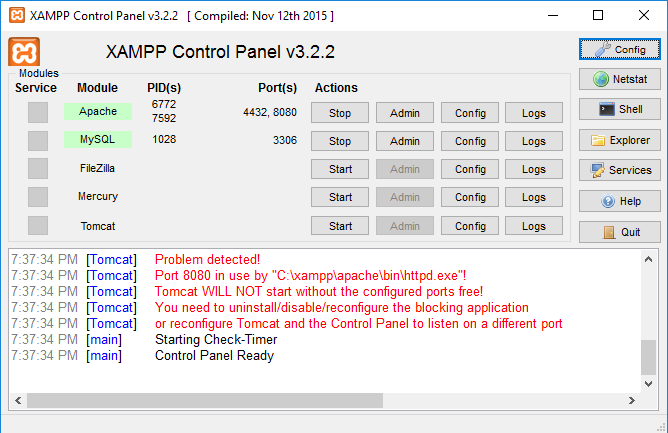 XAMPP Control Panel v3.2.2 [ Compiled: Nov 12th 2015 ]
XAMPP Control Panel v3.2.2
Config
Modules
Service Module PID(s) Port(s) Actions
Netstat
Apache 6772 7592 4432, 8080 Stop Admin Config Logs
Shell
MySQL 1028 3306 Stop Admin Config Logs
Explorer
FileZilla Start Admin Config Logs
Services
Mercury Start Admin Config Logs
Help
Tomcat Start Admin Config Logs
Quit
7:37:34 PM [Tomcat] Problem detected!
7:37:34 PM [Tomcat] Port 8080 in use by "C:\xampp\apache\bin\httpd.exe"!
7:37:34 PM [Tomcat] Tomcat WILL NOT start without the configured ports free!
7:37:34 PM [Tomcat] You need to uninstall/disable/reconfigure the blocking application
7:37:34 PM [Tomcat] or reconfigure Tomcat and the Control Panel to listen on a different port
7:37:34 PM [main] Starting Check-Timer
7:37:34 PM [main] Control Panel Ready